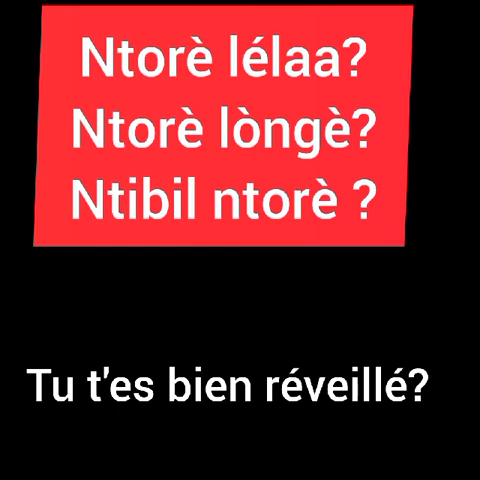 Ntorè lélaa?
Ntorè lòngè?
Ntibil ntorè ?
Tu t'es bien réveillé?